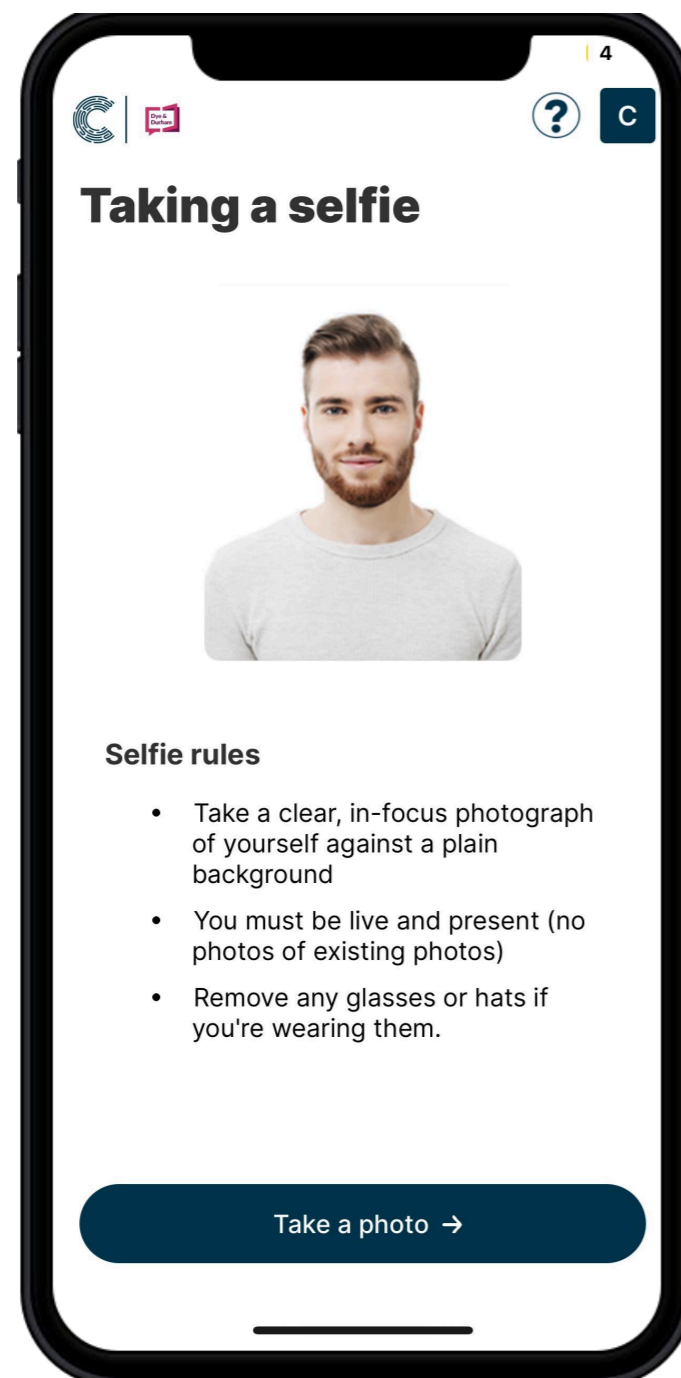 4
Dye &
Durham
?
C
Taking a selfie
Selfie rules
• Take a clear, in-focus photograph
of yourself against a plain
background
• You must be live and present (no
photos of existing photos)
• Remove any glasses or hats if
you're wearing them.
Take a photo →